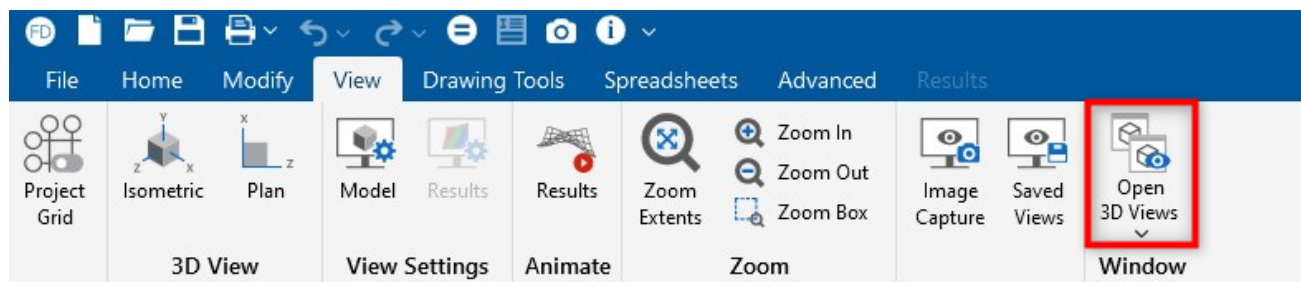 FD
File Home Modify View Drawing Tools Spreadsheets Advanced Results
Y
z x
Isometric
x
z
Plan
Project
Grid
Model
Results
Results
Zoom
Extents
Zoom In
Zoom Out
Zoom Box
Image
Capture
Saved
Views
Open
3D Views
3D View
View Settings
Animate
Zoom
Window